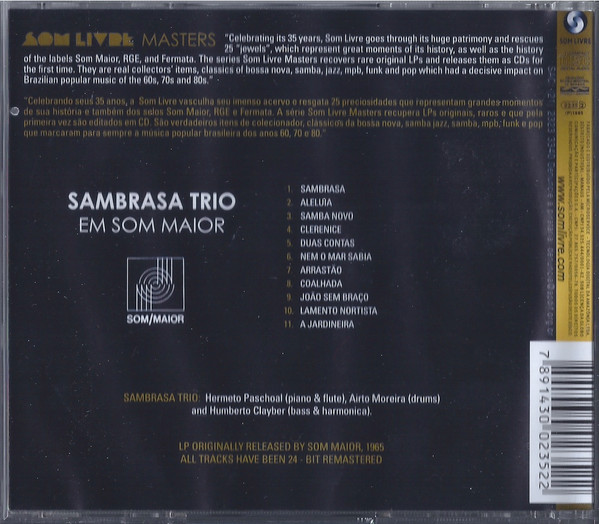 SOM LIVRE MASTERS
"Celebrating its 35 years, Som Livre goes through its huge patrimony and rescues
25 "jewels", which represent great moments of its history, as well as the history
of the labels Som Maior, RGE, and Fermata. The series Som Livre Masters recovers rare original LPs and releases them as CDs for
the first time. They are real collectors' items, classics of bossa nova, samba, jazz, mpb, funk and pop which had a decisive impact on
Brazilian popular music of the 60s, 70s and 80s."
"Celebrando seus 35 anos, a Som Livre vasculha seu imenso acervo e resgata 25 preciosidades que representam grandes momentos
de sua história e também dos selos Som Maior, RGE e Fermata. A série Som Livre Masters recupera LPs originais, raros e que pela
primeira vez são editados em CD. São verdadeiros itens de colecionador, clássicos da bossa nova, samba jazz, samba, mpb, funk e pop
que marcaram para sempre a música popular brasileira dos anos 60, 70 e 80."
SAMBRASA TRIO
EM SOM MAIOR
SOM/MAIOR
1. SAMBRASA
2. ALELUIA
3. SAMBA NOVO
4. CLERENICE
5. DUAS CONTAS
6. NEM O MAR SABIA
7. ARRASTÃO
8. COALHADA
9. JOÃO SEM BRAÇO
10. LAMENTO NORTISTA
11. A JARDINEIRA
SAMBRASA TRIO: Hermeto Paschoal (piano & flute), Airto Moreira (drums)
and Humberto Clayber (bass & harmonica).
LP ORIGINALLY RELEASED BY SOM MAIOR, 1965
ALL TRACKS HAVE BEEN 24 - BIT REMASTERED
SOM LIVRE
www.somlivre.com
7891430023522